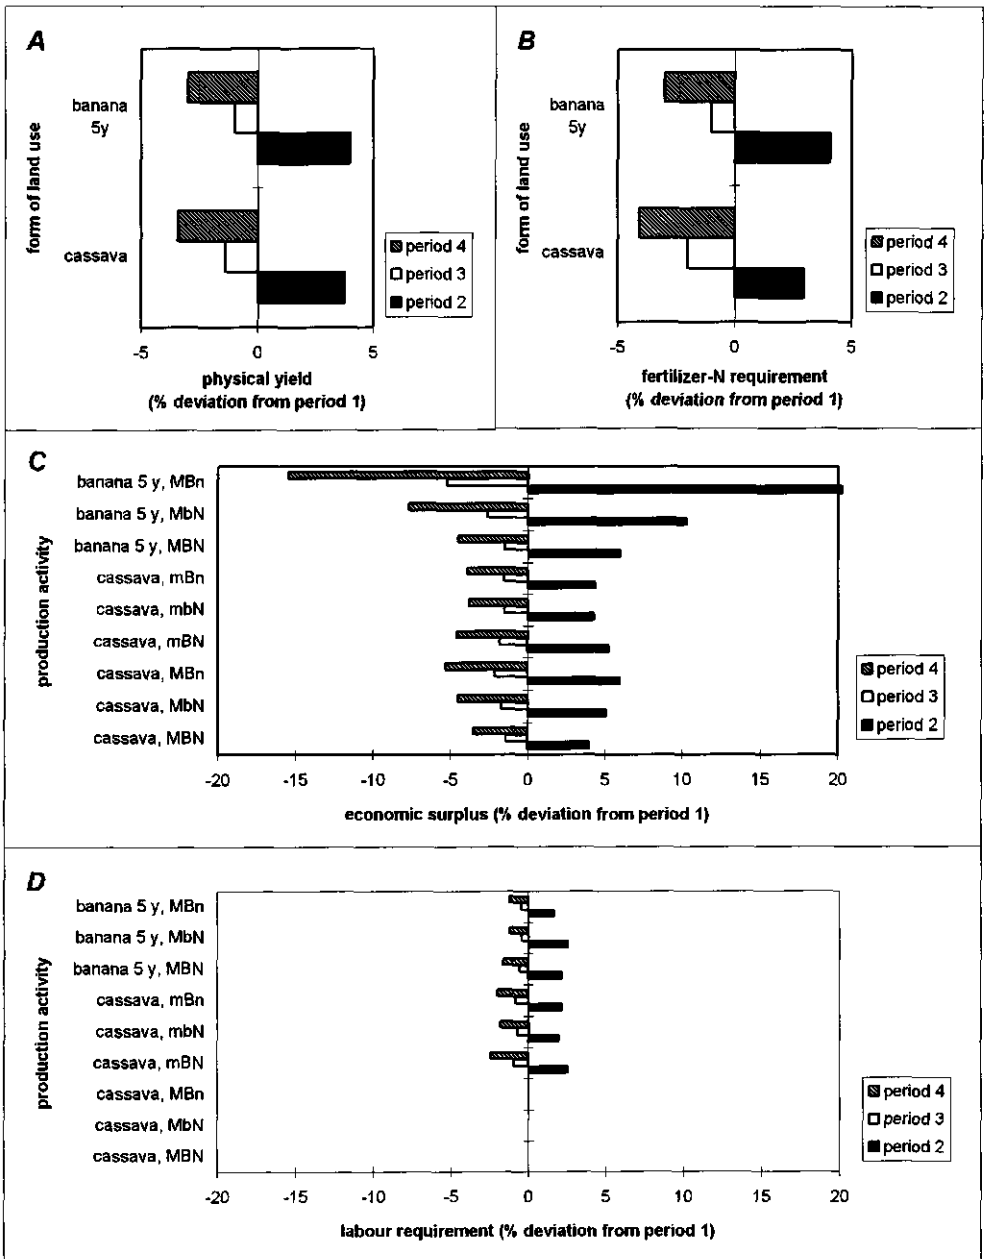 A
form of land use
banana
5y
cassava
period 4
period 3
period 2
-5
0
5
physical yield
(% deviation from period 1)
B
form of land use
banana
5y
cassava
period 4
period 3
period 2
-5
0
5
fertilizer-N requirement
(% deviation from period 1)
C
production activity
banana 5 y, MBn
banana 5 y, MbN
banana 5 y, MBN
cassava, mBn
cassava, mbN
cassava, mBN
cassava, MBn
cassava, MbN
cassava, MBN
period 4
period 3
period 2
-20 -15 -10 -5 0 5 10 15 20
economic surplus (% deviation from period 1)
D
production activity
banana 5 y, MBn
banana 5 y, MbN
banana 5 y, MBN
cassava, mBn
cassava, mbN
cassava, mBN
cassava, MBn
cassava, MbN
cassava, MBN
period 4
period 3
period 2
-20 -15 -10 -5 0 5 10 15 20
labour requirement (% deviation from period 1)